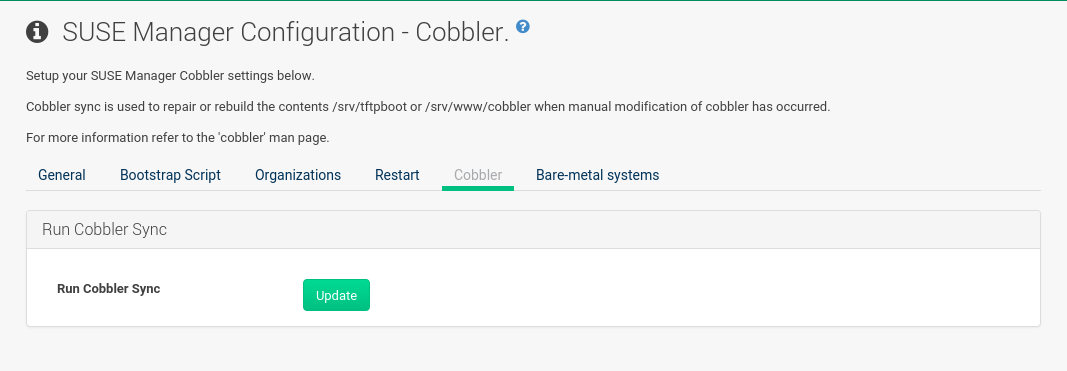 SUSE Manager Configuration - Cobbler. ?
Setup your SUSE Manager Cobbler settings below.
Cobbler sync is used to repair or rebuild the contents /srv/tftpboot or /srv/www/cobbler when manual modification of cobbler has occurred.
For more information refer to the 'cobbler' man page.
General Bootstrap Script Organizations Restart Cobbler Bare-metal systems
Run Cobbler Sync
Run Cobbler Sync Update